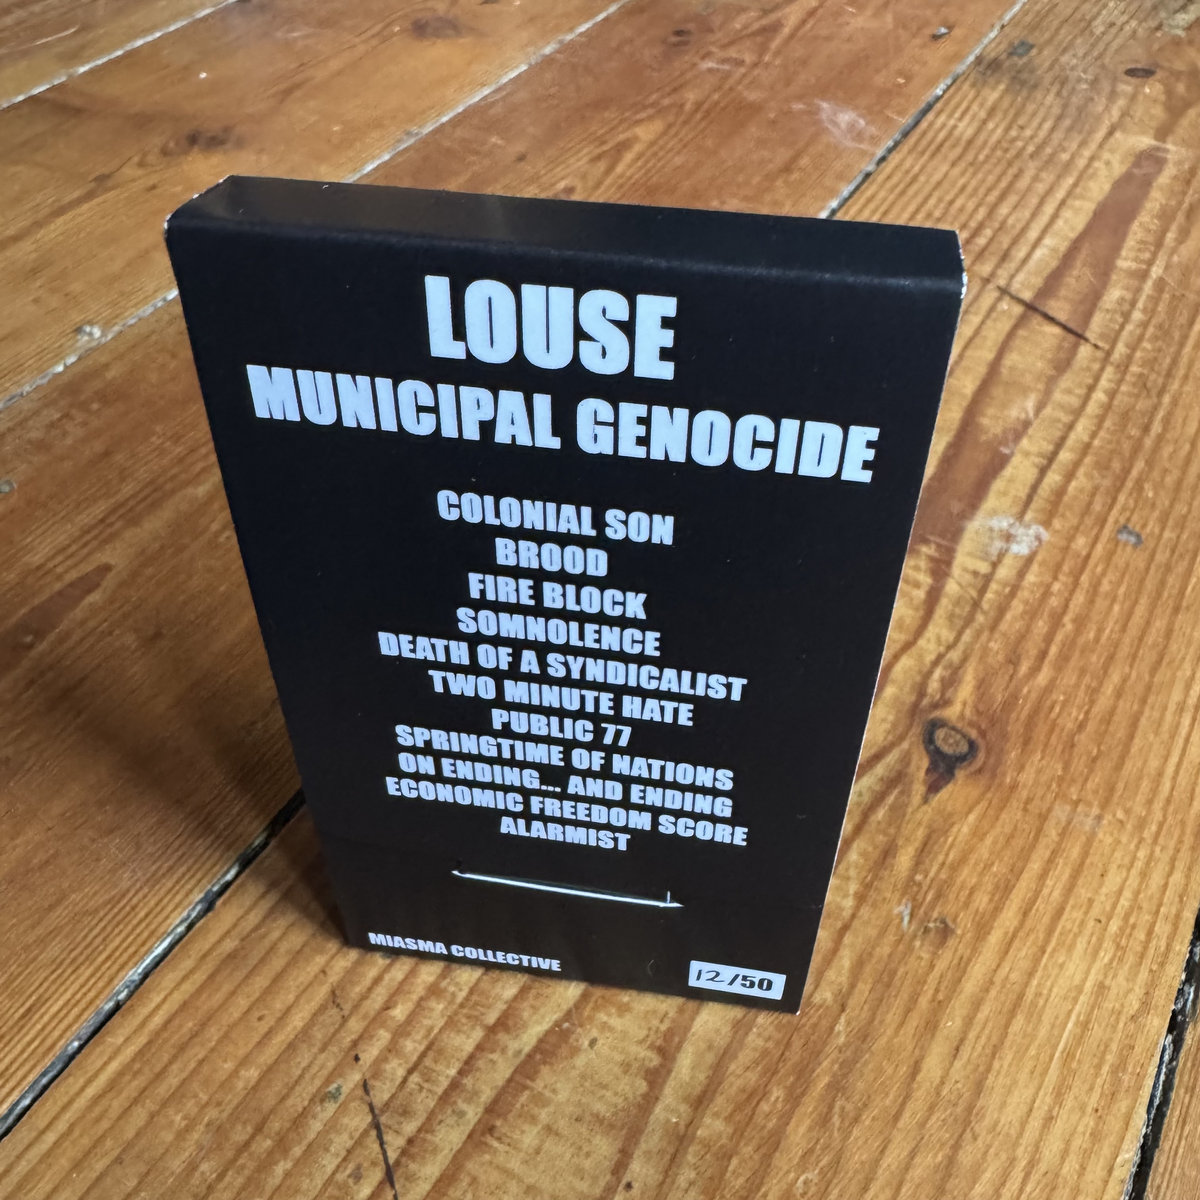 LOUSE
MUNICIPAL GENOCIDE
COLONIAL SON
BROOD
FIRE BLOCK
SOMNOLENCE
DEATH OF A SYNDICALIST
TWO MINUTE HATE
PUBLIC 77
SPRINGTIME OF NATIONS
ON ENDING... AND ENDING
ECONOMIC FREEDOM SCORE
ALARMIST
MIASMA COLLECTIVE
12/50